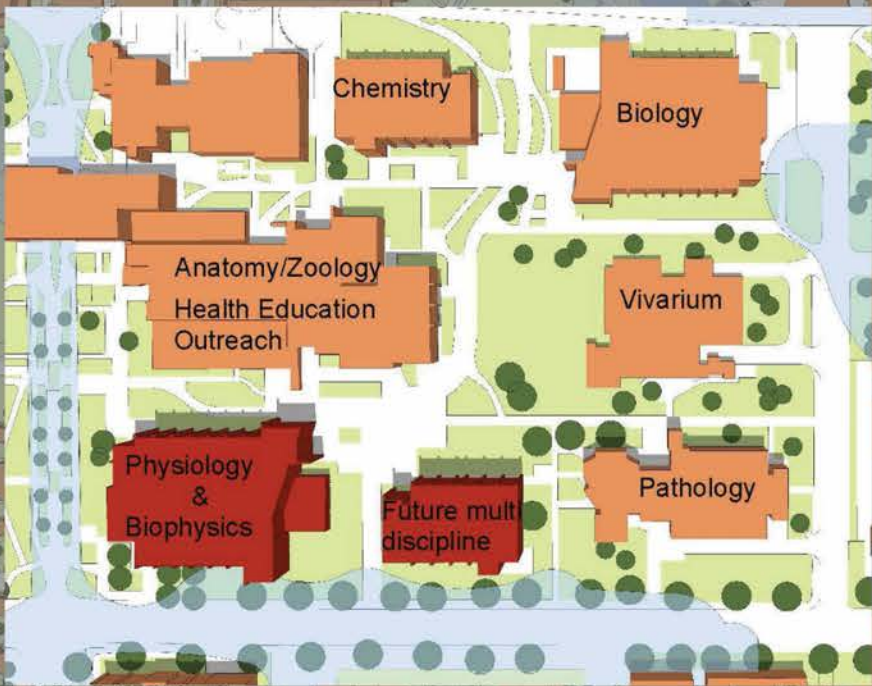 Chemistry
Biology
Anatomy/Zoology
Health Education
Outreach
Vivarium
Physiology
&
Biophysics
Future multi
discipline
Pathology